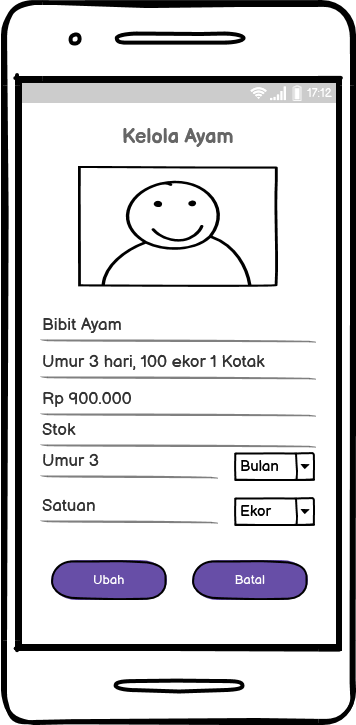 17:12
Kelola Ayam
Bibit Ayam
Umur 3 hari, 100 ekor 1 Kotak
Rp 900.000
Stok
Umur 3
Bulan
Satuan
Ekor
Ubah
Batal